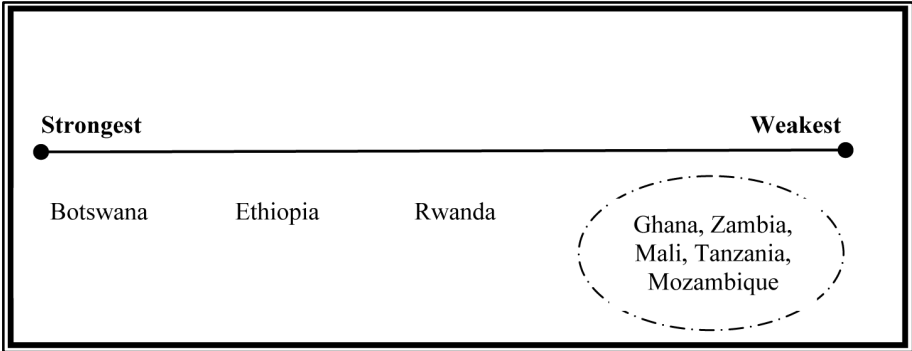 Strongest Weakest
Botswana Ethiopia Rwanda
Ghana, Zambia,
Mali, Tanzania,
Mozambique